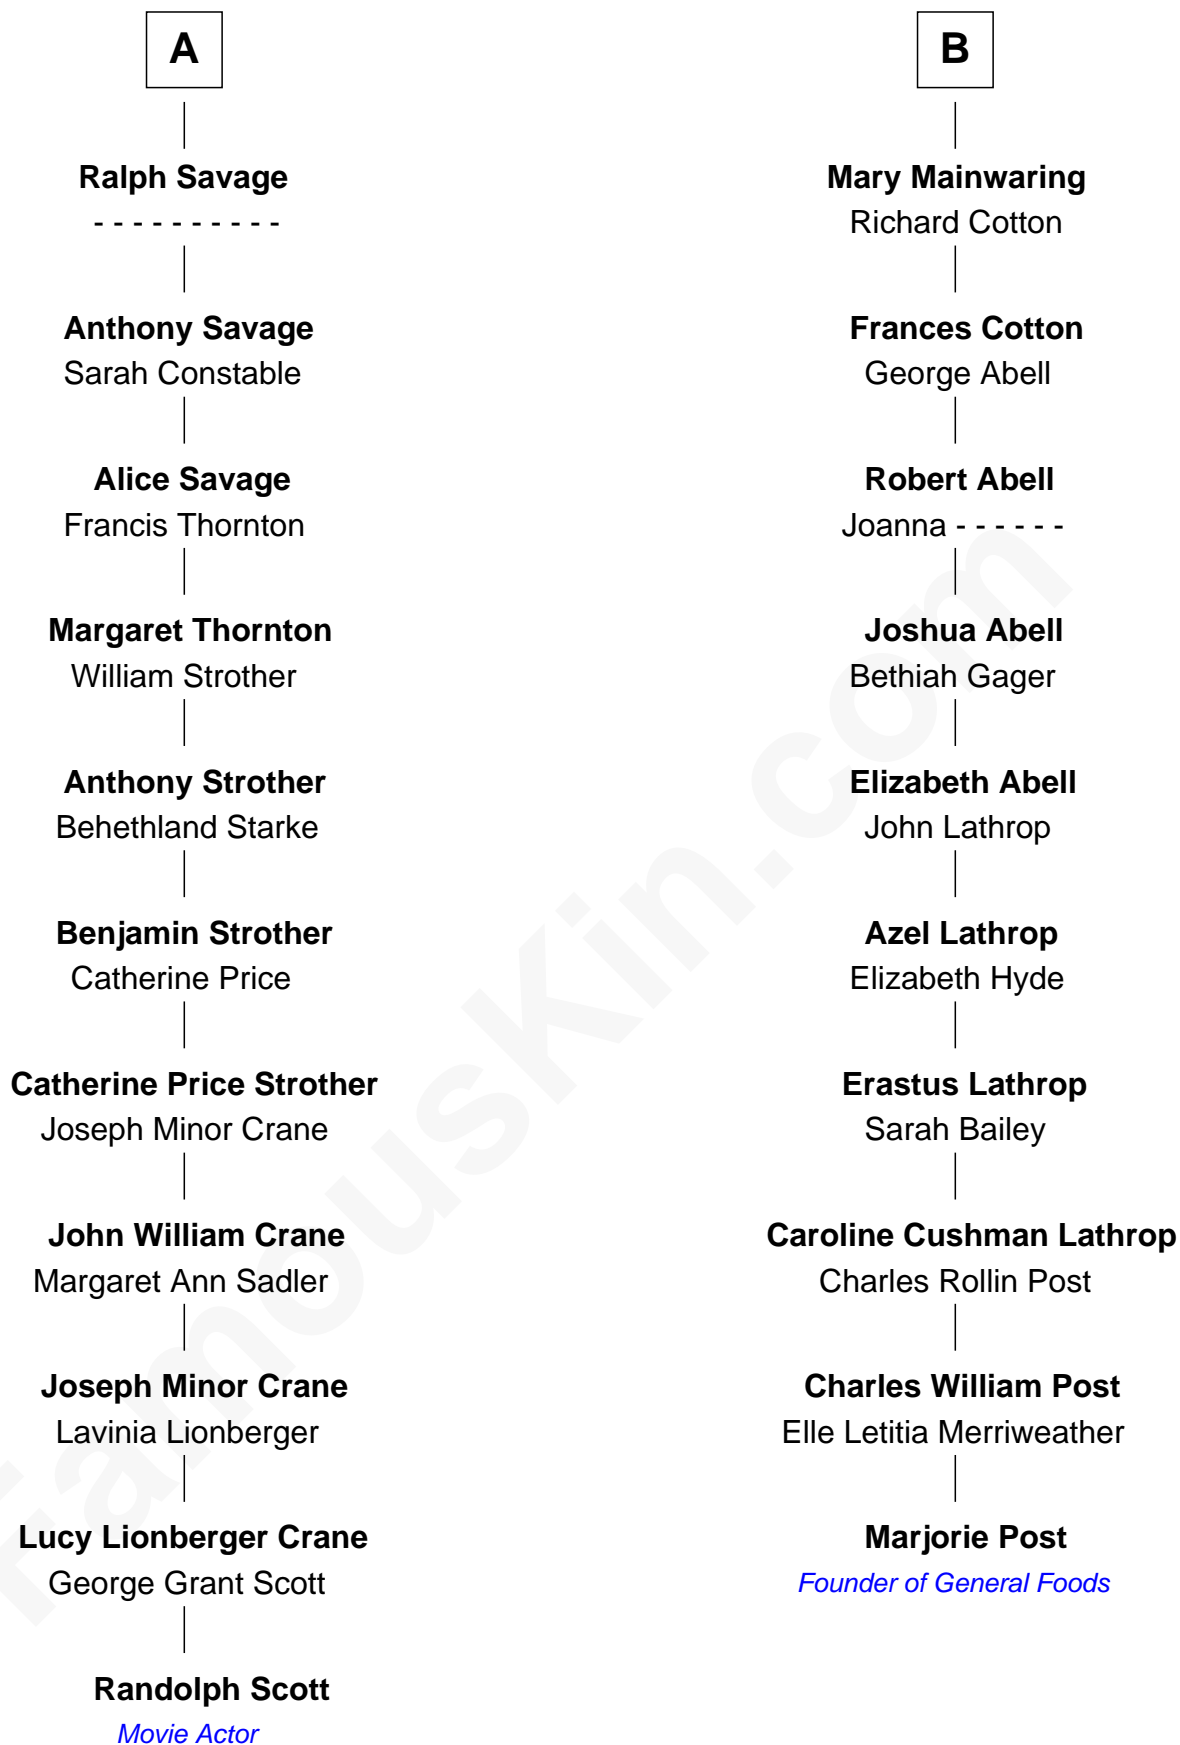 A
Ralph Savage
- - - - - - - - - -
Anthony Savage
Sarah Constable
Alice Savage
Francis Thornton
Margaret Thornton
William Strother
Anthony Strother
Behethland Starke
Benjamin Strother
Catherine Price
Catherine Price Strother
Joseph Minor Crane
John William Crane
Margaret Ann Sadler
Joseph Minor Crane
Lavinia Lionberger
Lucy Lionberger Crane
George Grant Scott
Randolph Scott
Movie Actor
B
Mary Mainwaring
Richard Cotton
Frances Cotton
George Abell
Robert Abell
Joanna - - - - - -
Joshua Abell
Bethiah Gager
Elizabeth Abell
John Lathrop
Azel Lathrop
Elizabeth Hyde
Erastus Lathrop
Sarah Bailey
Caroline Cushman Lathrop
Charles Rollin Post
Charles William Post
Elle Letitia Merriweather
Marjorie Post
Founder of General Foods
FamousKin.com